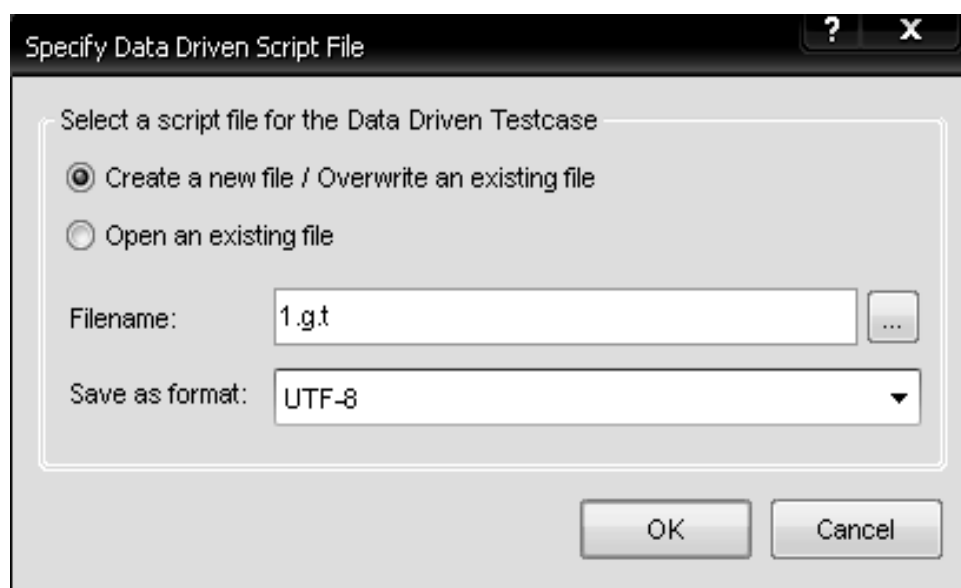 Specify Data Driven Script File
? X
Select a script file for the Data Driven Testcase
Create a new file / Overwrite an existing file
Open an existing file
Filename: 1.g.t ...
Save as format: UTF-8
OK Cancel